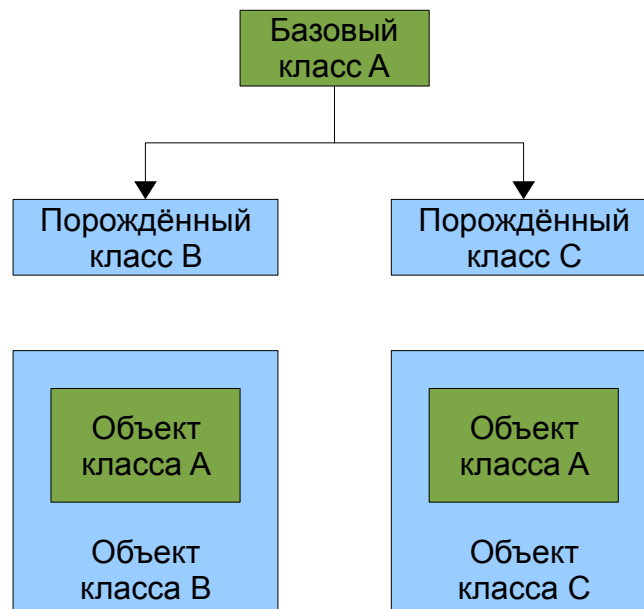 Базовый
класс A
Порождённый
класс B
Порождённый
класс C
Объект
класса A
Объект
класса B
Объект
класса A
Объект
класса C